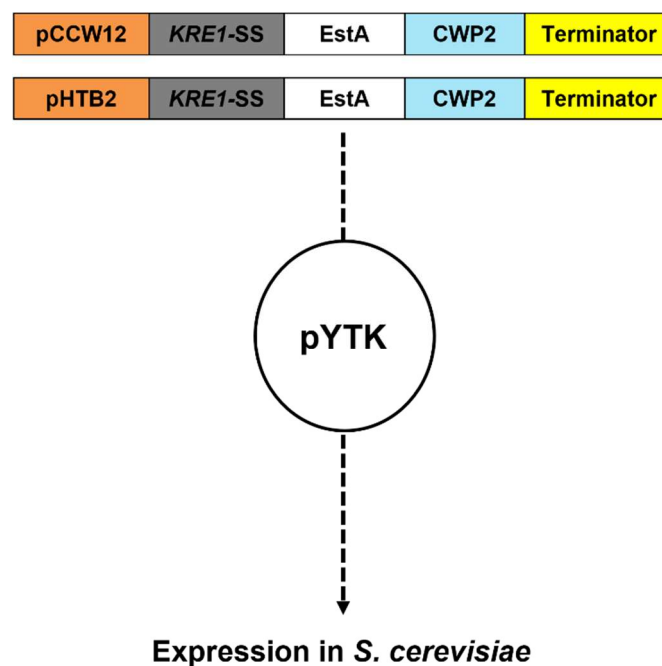 pCCW12 KRE1-SS EstA CWP2 Terminator
pHTB2 KRE1-SS EstA CWP2 Terminator
pYTK
Expression in S. cerevisiae